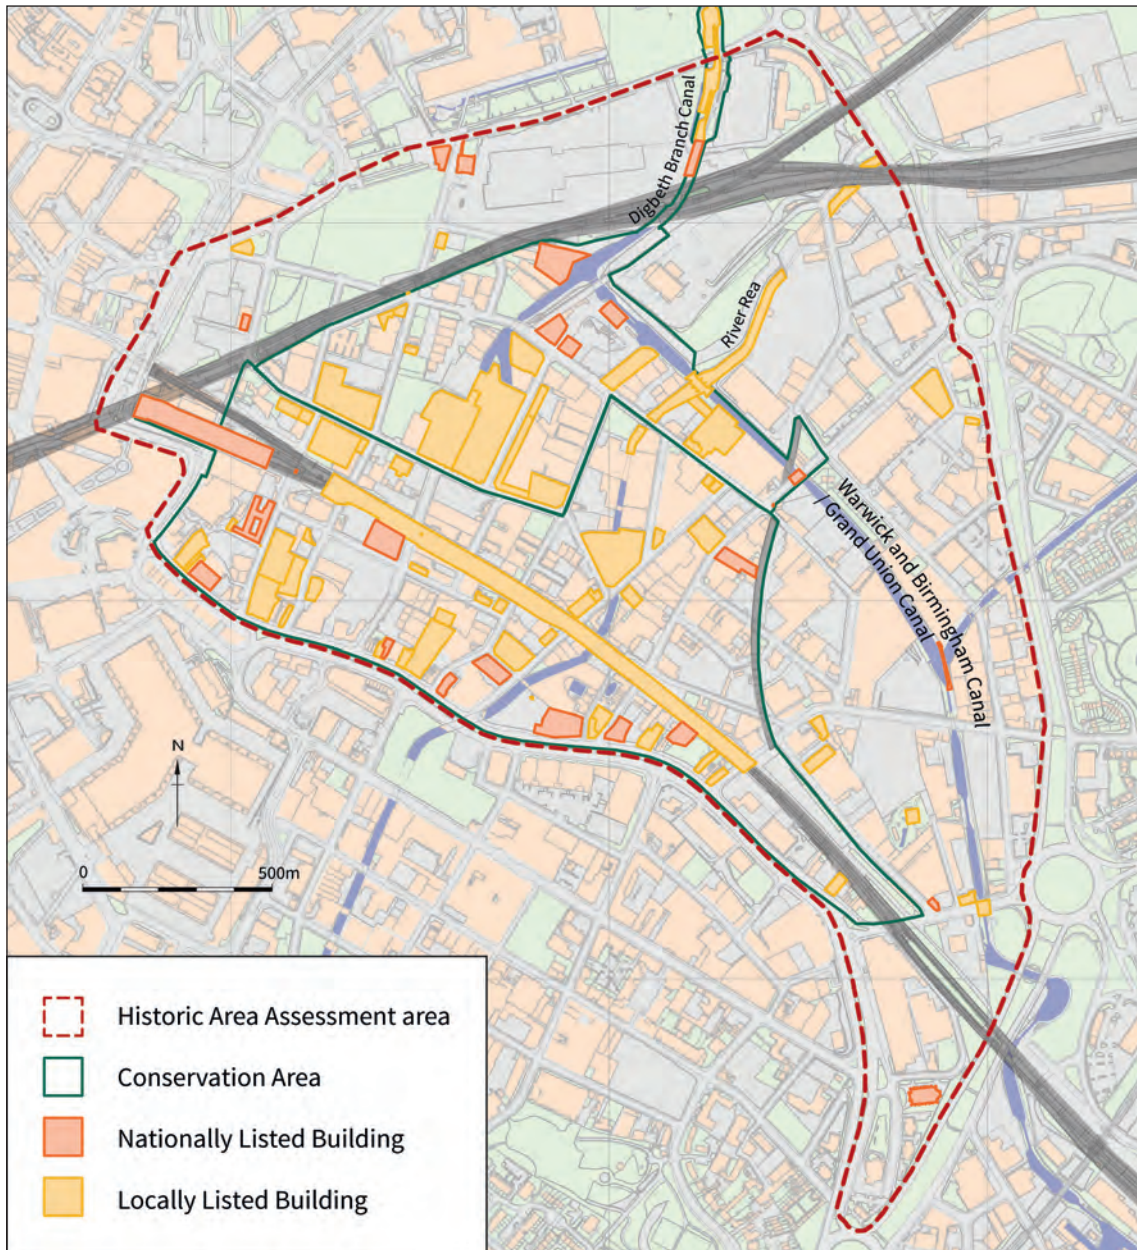 Digbeth Branch Canal
River Rea
Warwick and Birmingham Canal
/ Grand Union Canal
N
0 500m
Historic Area Assessment area
Conservation Area
Nationally Listed Building
Locally Listed Building